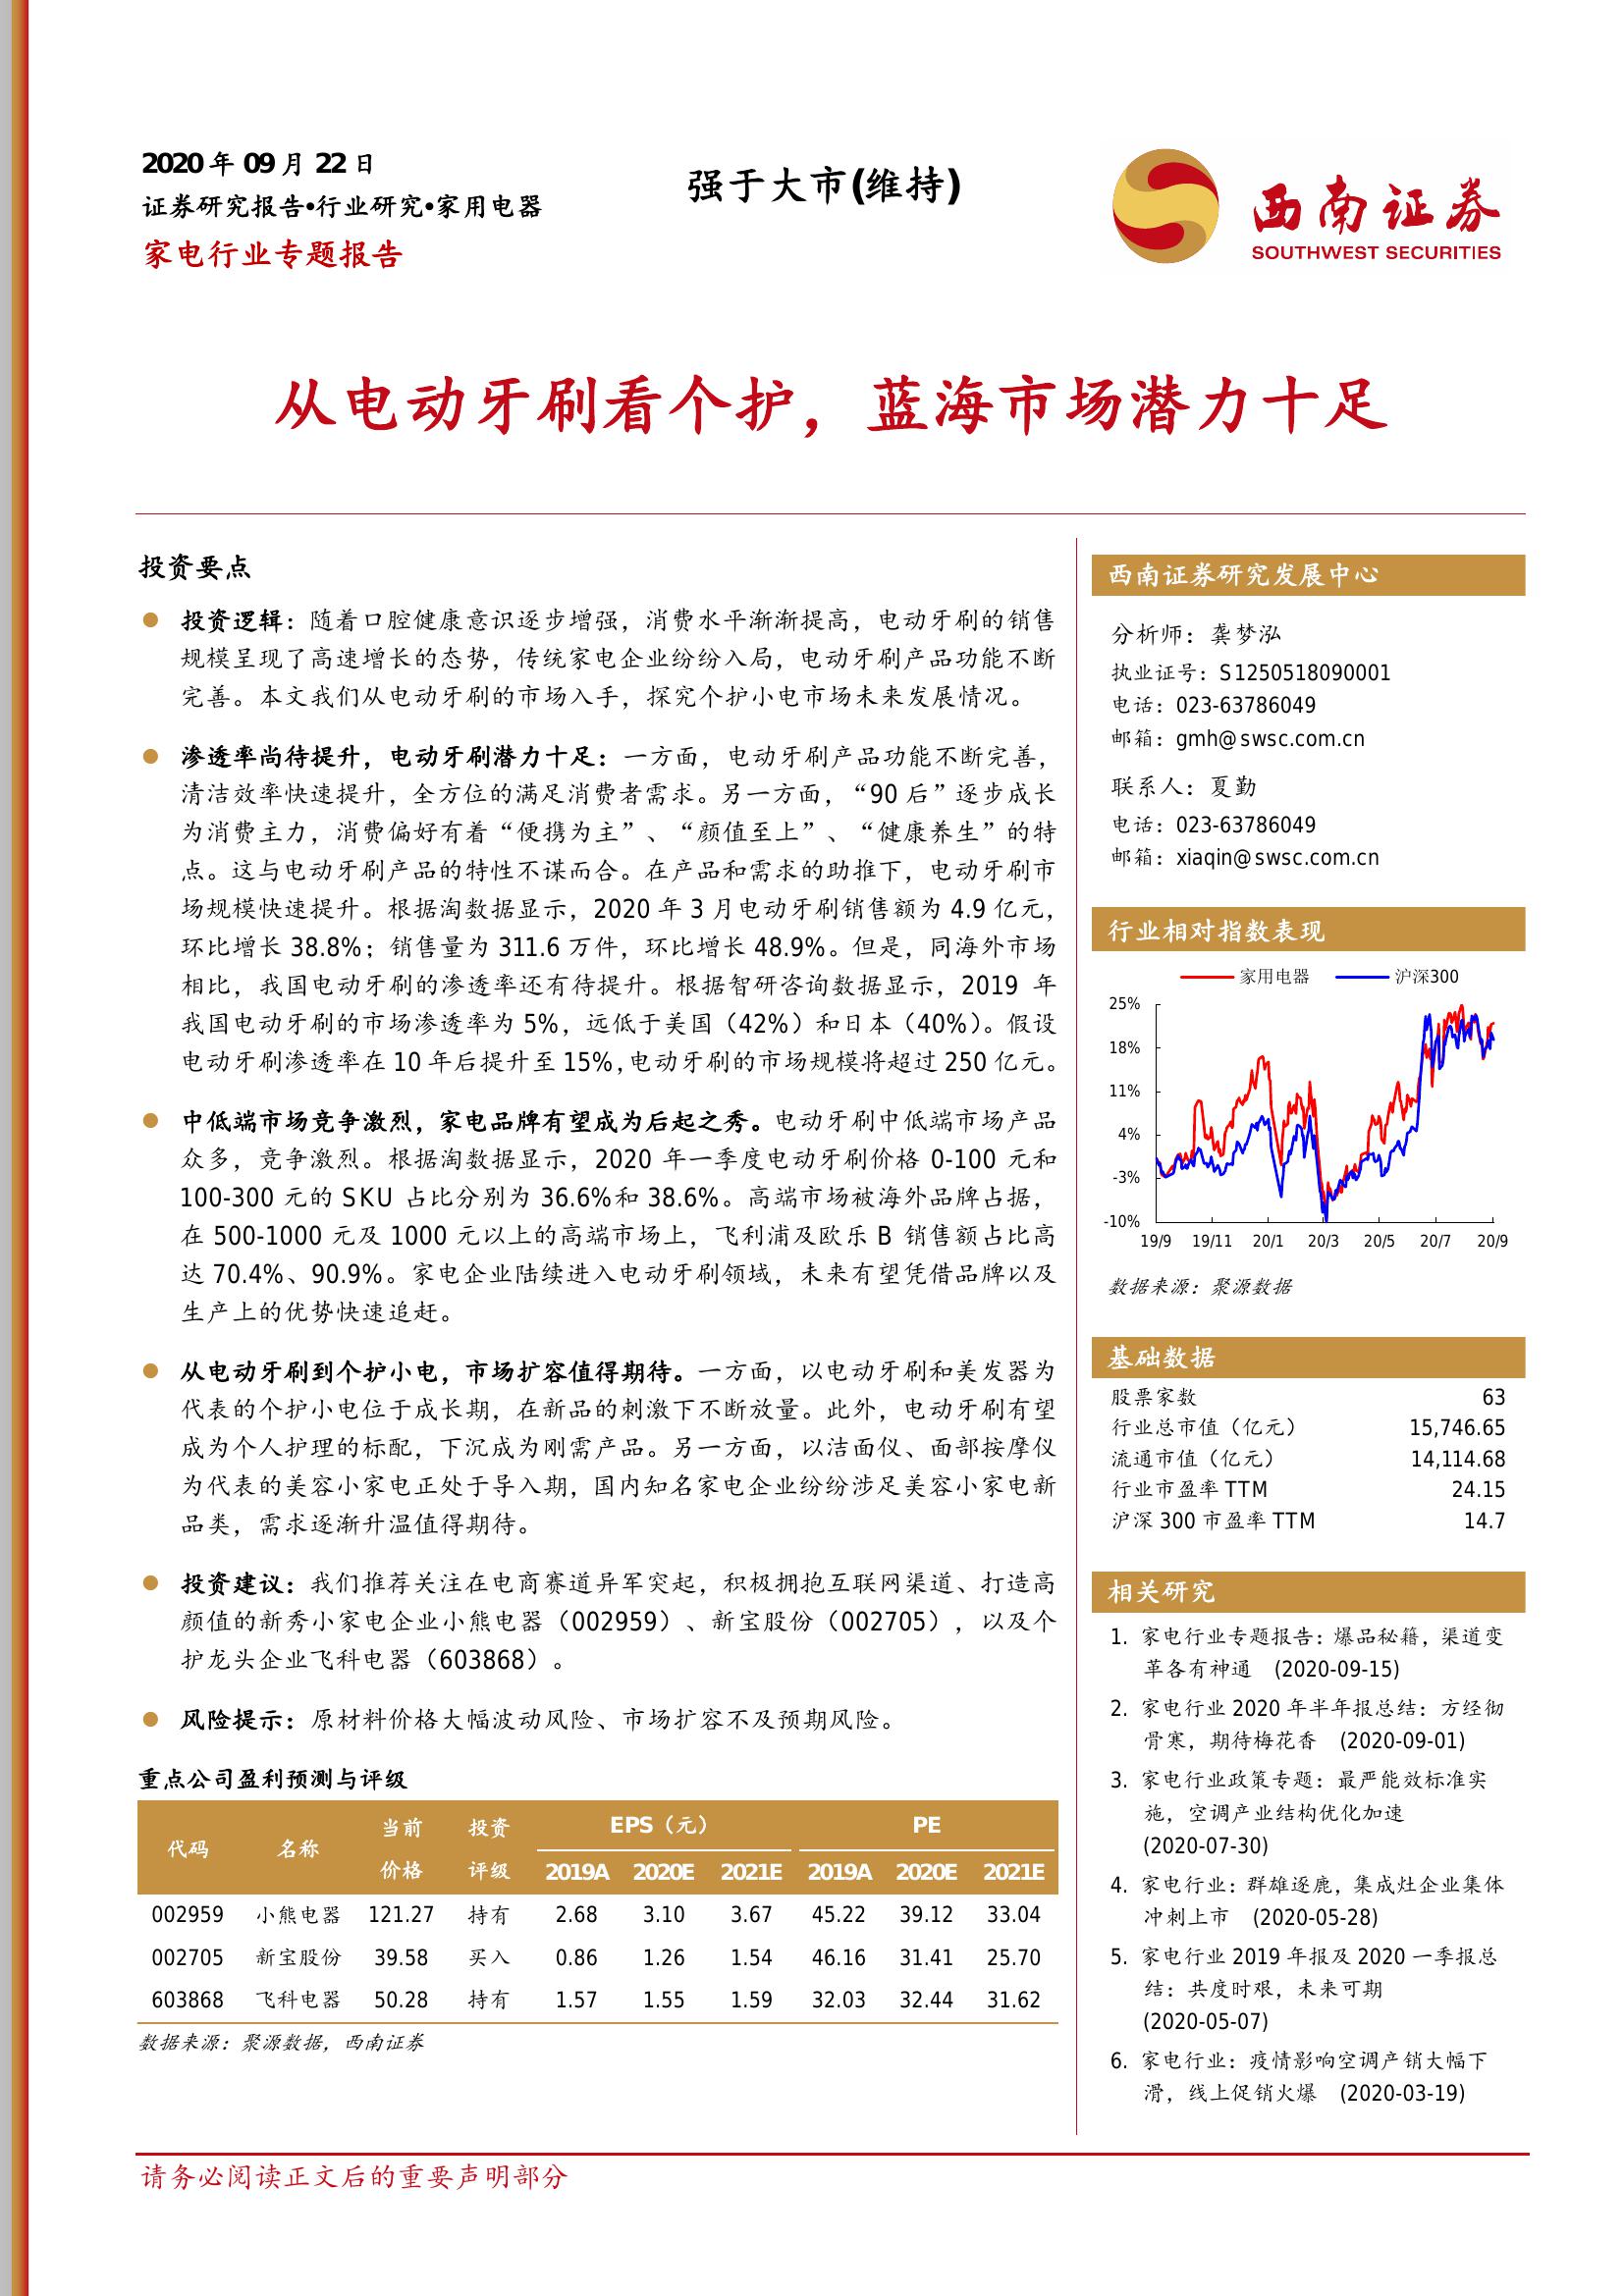 2020 年 09 月 22 日
证券研究报告•行业研究•家用电器
家电行业专题报告
强于大市(维持)
西南证券
SOUTHWEST SECURITIES
从电动牙刷看个护，蓝海市场潜力十足
投资要点
投资逻辑：随着口腔健康意识逐步增强，消费水平渐渐提高，电动牙刷的销售
规模呈现了高速增长的态势，传统家电企业纷纷入局，电动牙刷产品功能不断
完善。本文我们从电动牙刷的市场入手，探究个护小电市场未来发展情况。
渗透率尚待提升，电动牙刷潜力十足：一方面，电动牙刷产品功能不断完善，
清洁效率快速提升，全方位的满足消费者需求。另一方面，“90 后”逐步成长
为消费主力，消费偏好有着“便携为主”、“颜值至上”、“健康养生”的特
点。这与电动牙刷产品的特性不谋而合。在产品和需求的助推下，电动牙刷市
场规模快速提升。根据淘数据显示，2020 年 3 月电动牙刷销售额为 4.9 亿元，
环比增长 38.8%；销售量为 311.6 万件，环比增长 48.9%。但是，同海外市场
相比，我国电动牙刷的渗透率还有待提升。根据智研咨询数据显示，2019 年
我国电动牙刷的市场渗透率为 5%，远低于美国（42%）和日本（40%）。假设
电动牙刷渗透率在 10 年后提升至 15%，电动牙刷的市场规模将超过 250 亿元。
中低端市场竞争激烈，家电品牌有望成为后起之秀。电动牙刷中低端市场产品
众多，竞争激烈。根据淘数据显示，2020 年一季度电动牙刷价格 0-100 元和
100-300 元的 SKU 占比分别为 36.6%和 38.6%。高端市场被海外品牌占据，
在 500-1000 元及 1000 元以上的高端市场上，飞利浦及欧乐 B 销售额占比高
达 70.4%、90.9%。家电企业陆续进入电动牙刷领域，未来有望凭借品牌以及
生产上的优势快速追赶。
从电动牙刷到个护小电，市场扩容值得期待。一方面，以电动牙刷和美发器为
代表的个护小电位于成长期，在新品的刺激下不断放量。此外，电动牙刷有望
成为个人护理的标配，下沉成为刚需产品。另一方面，以洁面仪、面部按摩仪
为代表的美容小家电正处于导入期，国内知名家电企业纷纷涉足美容小家电新
品类，需求逐渐升温值得期待。
投资建议：我们推荐关注在电商赛道异军突起，积极拥抱互联网渠道、打造高
颜值的新秀小家电企业小熊电器（002959）、新宝股份（002705），以及个
护龙头企业飞科电器（603868）。
风险提示：原材料价格大幅波动风险、市场扩容不及预期风险。
重点公司盈利预测与评级
代码 名称 当前价格 投资评级 EPS（元） PE
2019A 2020E 2021E 2019A 2020E 2021E
002959 小熊电器 121.27 持有 2.68 3.10 3.67 45.22 39.12 33.04
002705 新宝股份 39.58 买入 0.86 1.26 1.54 46.16 31.41 25.70
603868 飞科电器 50.28 持有 1.57 1.55 1.59 32.03 32.44 31.62
数据来源：聚源数据，西南证券
西南证券研究发展中心
分析师：龚梦泓
执业证号：S1250518090001
电话：023-63786049
邮箱：gmh@swsc.com.cn
联系人：夏勤
电话：023-63786049
邮箱：xiaqin@swsc.com.cn
行业相对指数表现
家用电器 沪深300
25%
18%
11%
4%
-3%
-10%
19/9 19/11 20/1 20/3 20/5 20/7 20/9
数据来源：聚源数据
基础数据
股票家数 63
行业总市值（亿元） 15,746.65
流通市值（亿元） 14,114.68
行业市盈率 TTM 24.15
沪深 300 市盈率 TTM 14.7
相关研究
1. 家电行业专题报告：爆品秘籍，渠道变
革各有神通 (2020-09-15)
2. 家电行业 2020 年半年报总结：方经彻
骨寒，期待梅花香 (2020-09-01)
3. 家电行业政策专题：最严能效标准实
施，空调产业结构优化加速
(2020-07-30)
4. 家电行业：群雄逐鹿，集成灶企业集体
冲刺上市 (2020-05-28)
5. 家电行业 2019 年报及 2020 一季报总
结：共度时艰，未来可期
(2020-05-07)
6. 家电行业：疫情影响空调产销大幅下
滑，线上促销火爆 (2020-03-19)
请务必阅读正文后的重要声明部分